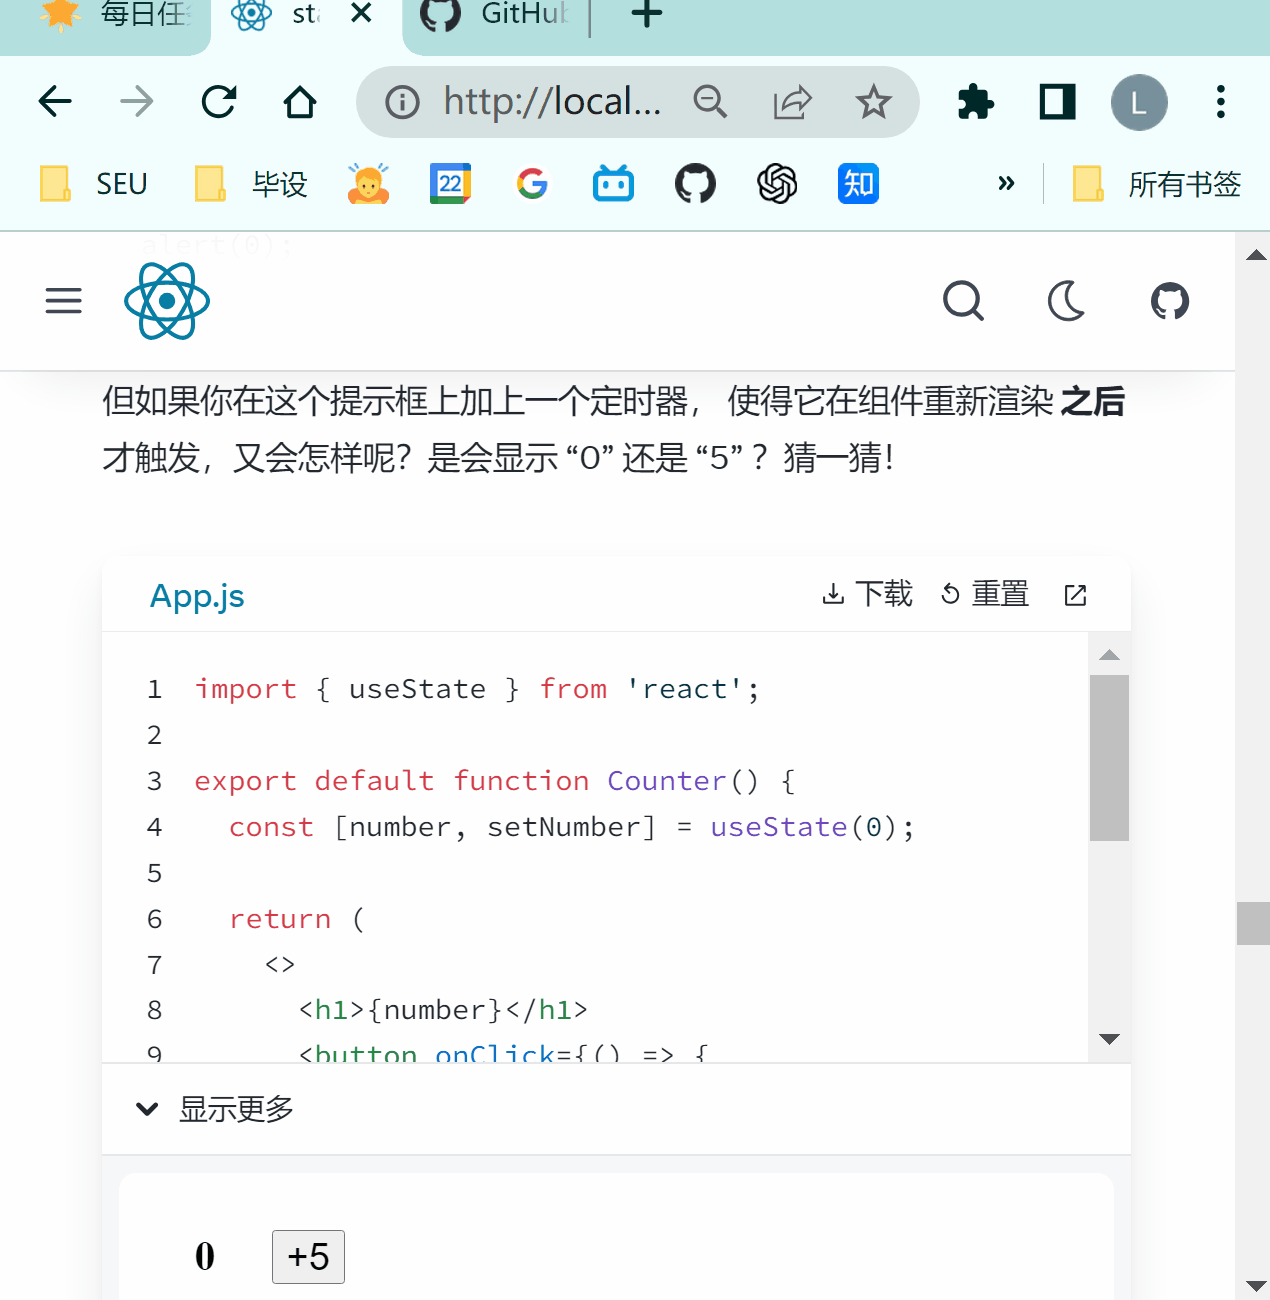 每日任
st
GitHub
http://local...
L
SEU
毕设
22
知
»
所有书签
alert(0);
但如果你在这个提示框上加上一个定时器， 使得它在组件重新渲染 之后
才触发，又会怎样呢？是会显示 “0” 还是 “5” ？猜一猜！
App.js
下载
重置
1 import { useState } from 'react';
2
3 export default function Counter() {
4 const [number, setNumber] = useState(0);
5
6 return (
7 <>
8 <h1>{number}</h1>
9 <button onClick={() => {
显示更多
0
+5